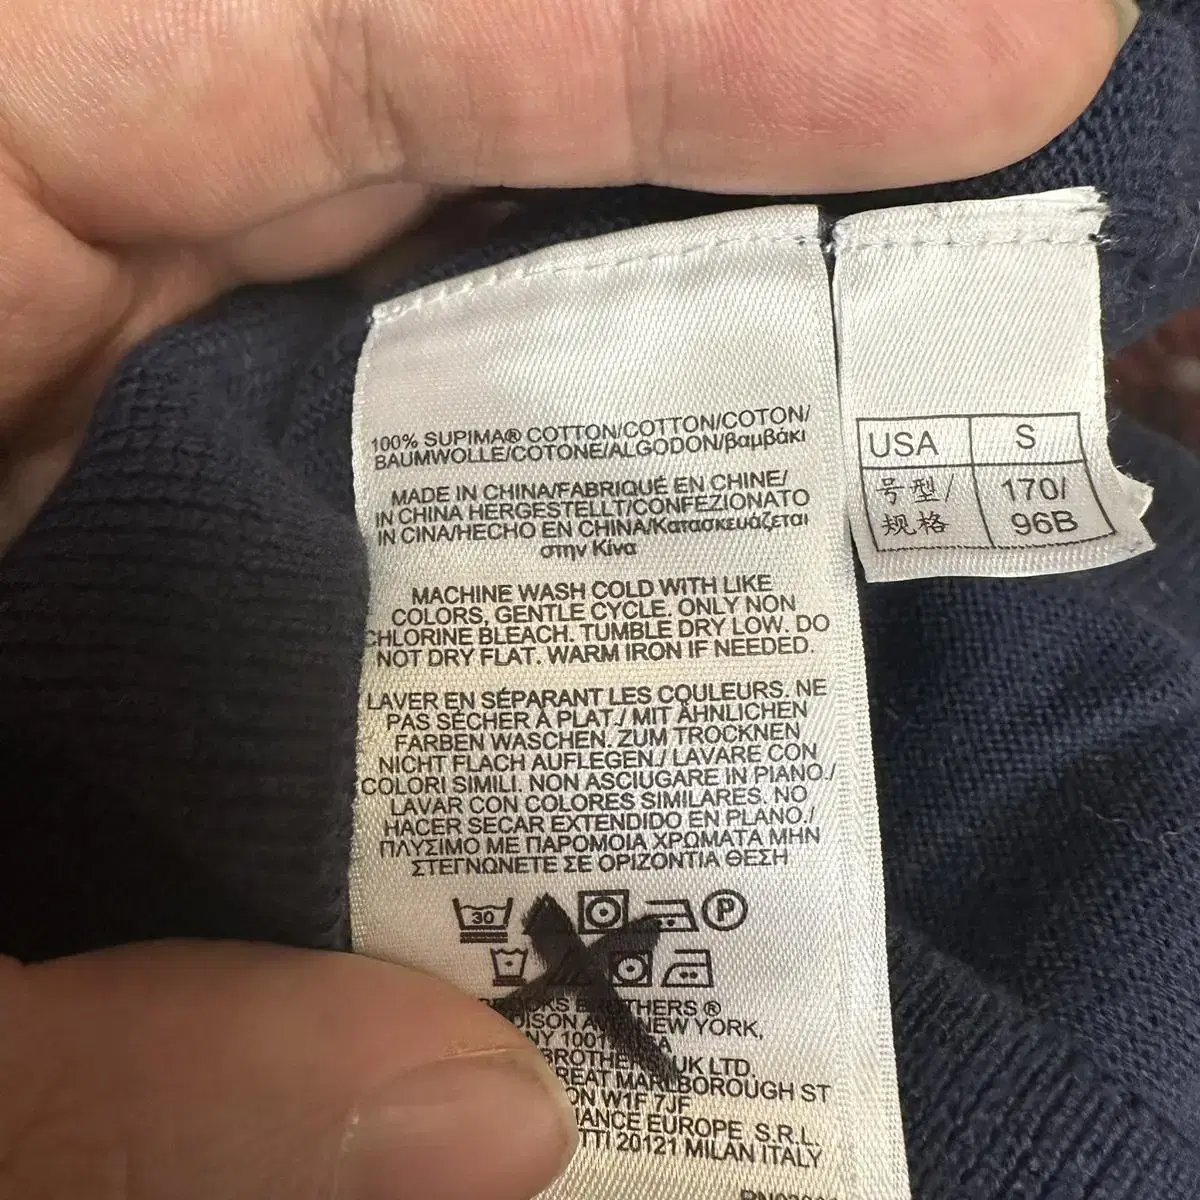 100% SUPIMA® COTTON/COTTON/COTON/
BAUMWOLLE/COTONE/ALGODON/βαμβάκι
MADE IN CHINA/FABRIQUÉ EN CHINE/
IN CHINA HERGESTELLT/CONFEZIONATO
IN CINA/HECHO EN CHINA/Κατασκευάζεται
στην Κίνα
MACHINE WASH COLD WITH LIKE
COLORS, GENTLE CYCLE. ONLY NON
CHLORINE BLEACH. TUMBLE DRY LOW. DO
NOT DRY FLAT. WARM IRON IF NEEDED.
LAVER EN SÉPARANT LES COULEURS. NE
PAS SÉCHER À PLAT./ MIT ÄHNLICHEN
FARBEN WASCHEN. ZUM TROCKNEN
NICHT FLACH AUFLEGEN./ LAVARE CON
COLORI SIMILI. NON ASCIUGARE IN PIANO./
LAVAR CON COLORES SIMILARES. NO
HACER SECAR EXTENDIDO EN PLANO./
ΠΛΥΣΙΜΟ ΜΕ ΠΑΡΟΜΟΙΑ ΧΡΩΜΑΤΑ ΜΗΝ
ΣΤΕΓΝΩΝΕΤΕ ΣΕ ΟΡΙΖΟΝΤΙΑ ΘΕΣΗ
30 P
BROOKS BROTHERS ®
NEW YORK,
NY
BROTHERS UK LTD.
GREAT MARLBOROUGH ST
W1F 7JF
EUROPE S.R.L.
20121 MILAN ITALY
USA S
号型/ 170/
规格 96B